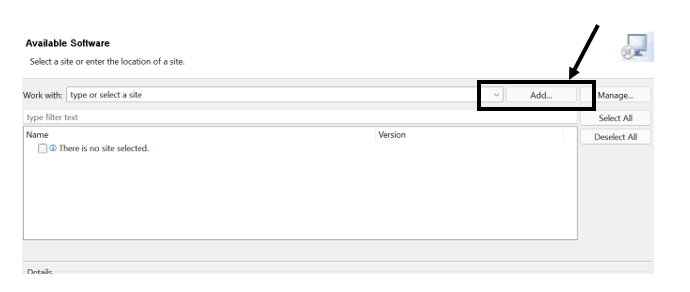 Available Software
Select a site or enter the location of a site.
Work with: type or select a site Add... Manage...
type filter text Select All
Name Version Deselect All
There is no site selected.
Details